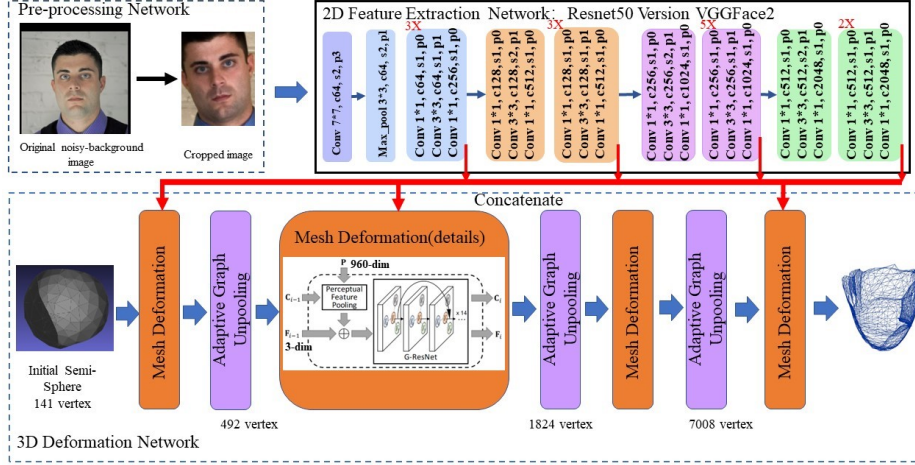 Pre-processing Network
Original noisy-background
image
Cropped image
2D Feature Extraction Network: Resnet50 Version VGGFace2
3X
3X
5X
2X
Conv 7*7, c64, s2, p3
Max_pool 3*3, c64, s2, p1
Conv 1*1, c64, s1, p0
Conv 3*3, c64, s1, p1
Conv 1*1, c256, s1, p0
Conv 1*1, c128, s1, p0
Conv 3*3, c128, s2, p1
Conv 1*1, c512, s1, p0
Conv 1*1, c128, s1, p0
Conv 3*3, c128, s1, p1
Conv 1*1, c512, s1, p0
Conv 1*1, c256, s1, p0
Conv 3*3, c256, s2, p1
Conv 1*1, c1024, s1, p0
Conv 1*1, c256, s1, p0
Conv 3*3, c256, s1, p1
Conv 1*1, c1024, s1, p0
Conv 1*1, c512, s1, p0
Conv 3*3, c512, s2, p1
Conv 1*1, c2048, s1, p0
Conv 1*1, c512, s1, p0
Conv 3*3, c512, s1, p1
Conv 1*1, c2048, s1, p0
Concatenate
Initial Semi-
Sphere
141 vertex
Mesh Deformation
Adaptive Graph
Unpooling
492 vertex
Mesh Deformation(details)
P 960-dim
Perceptual
Feature
Pooling
C i-1
C i
F i-1
F i
3-dim
×14
G-ResNet
Adaptive Graph
Unpooling
1824 vertex
Mesh Deformation
Adaptive Graph
Unpooling
7008 vertex
Mesh Deformation
3D Deformation Network